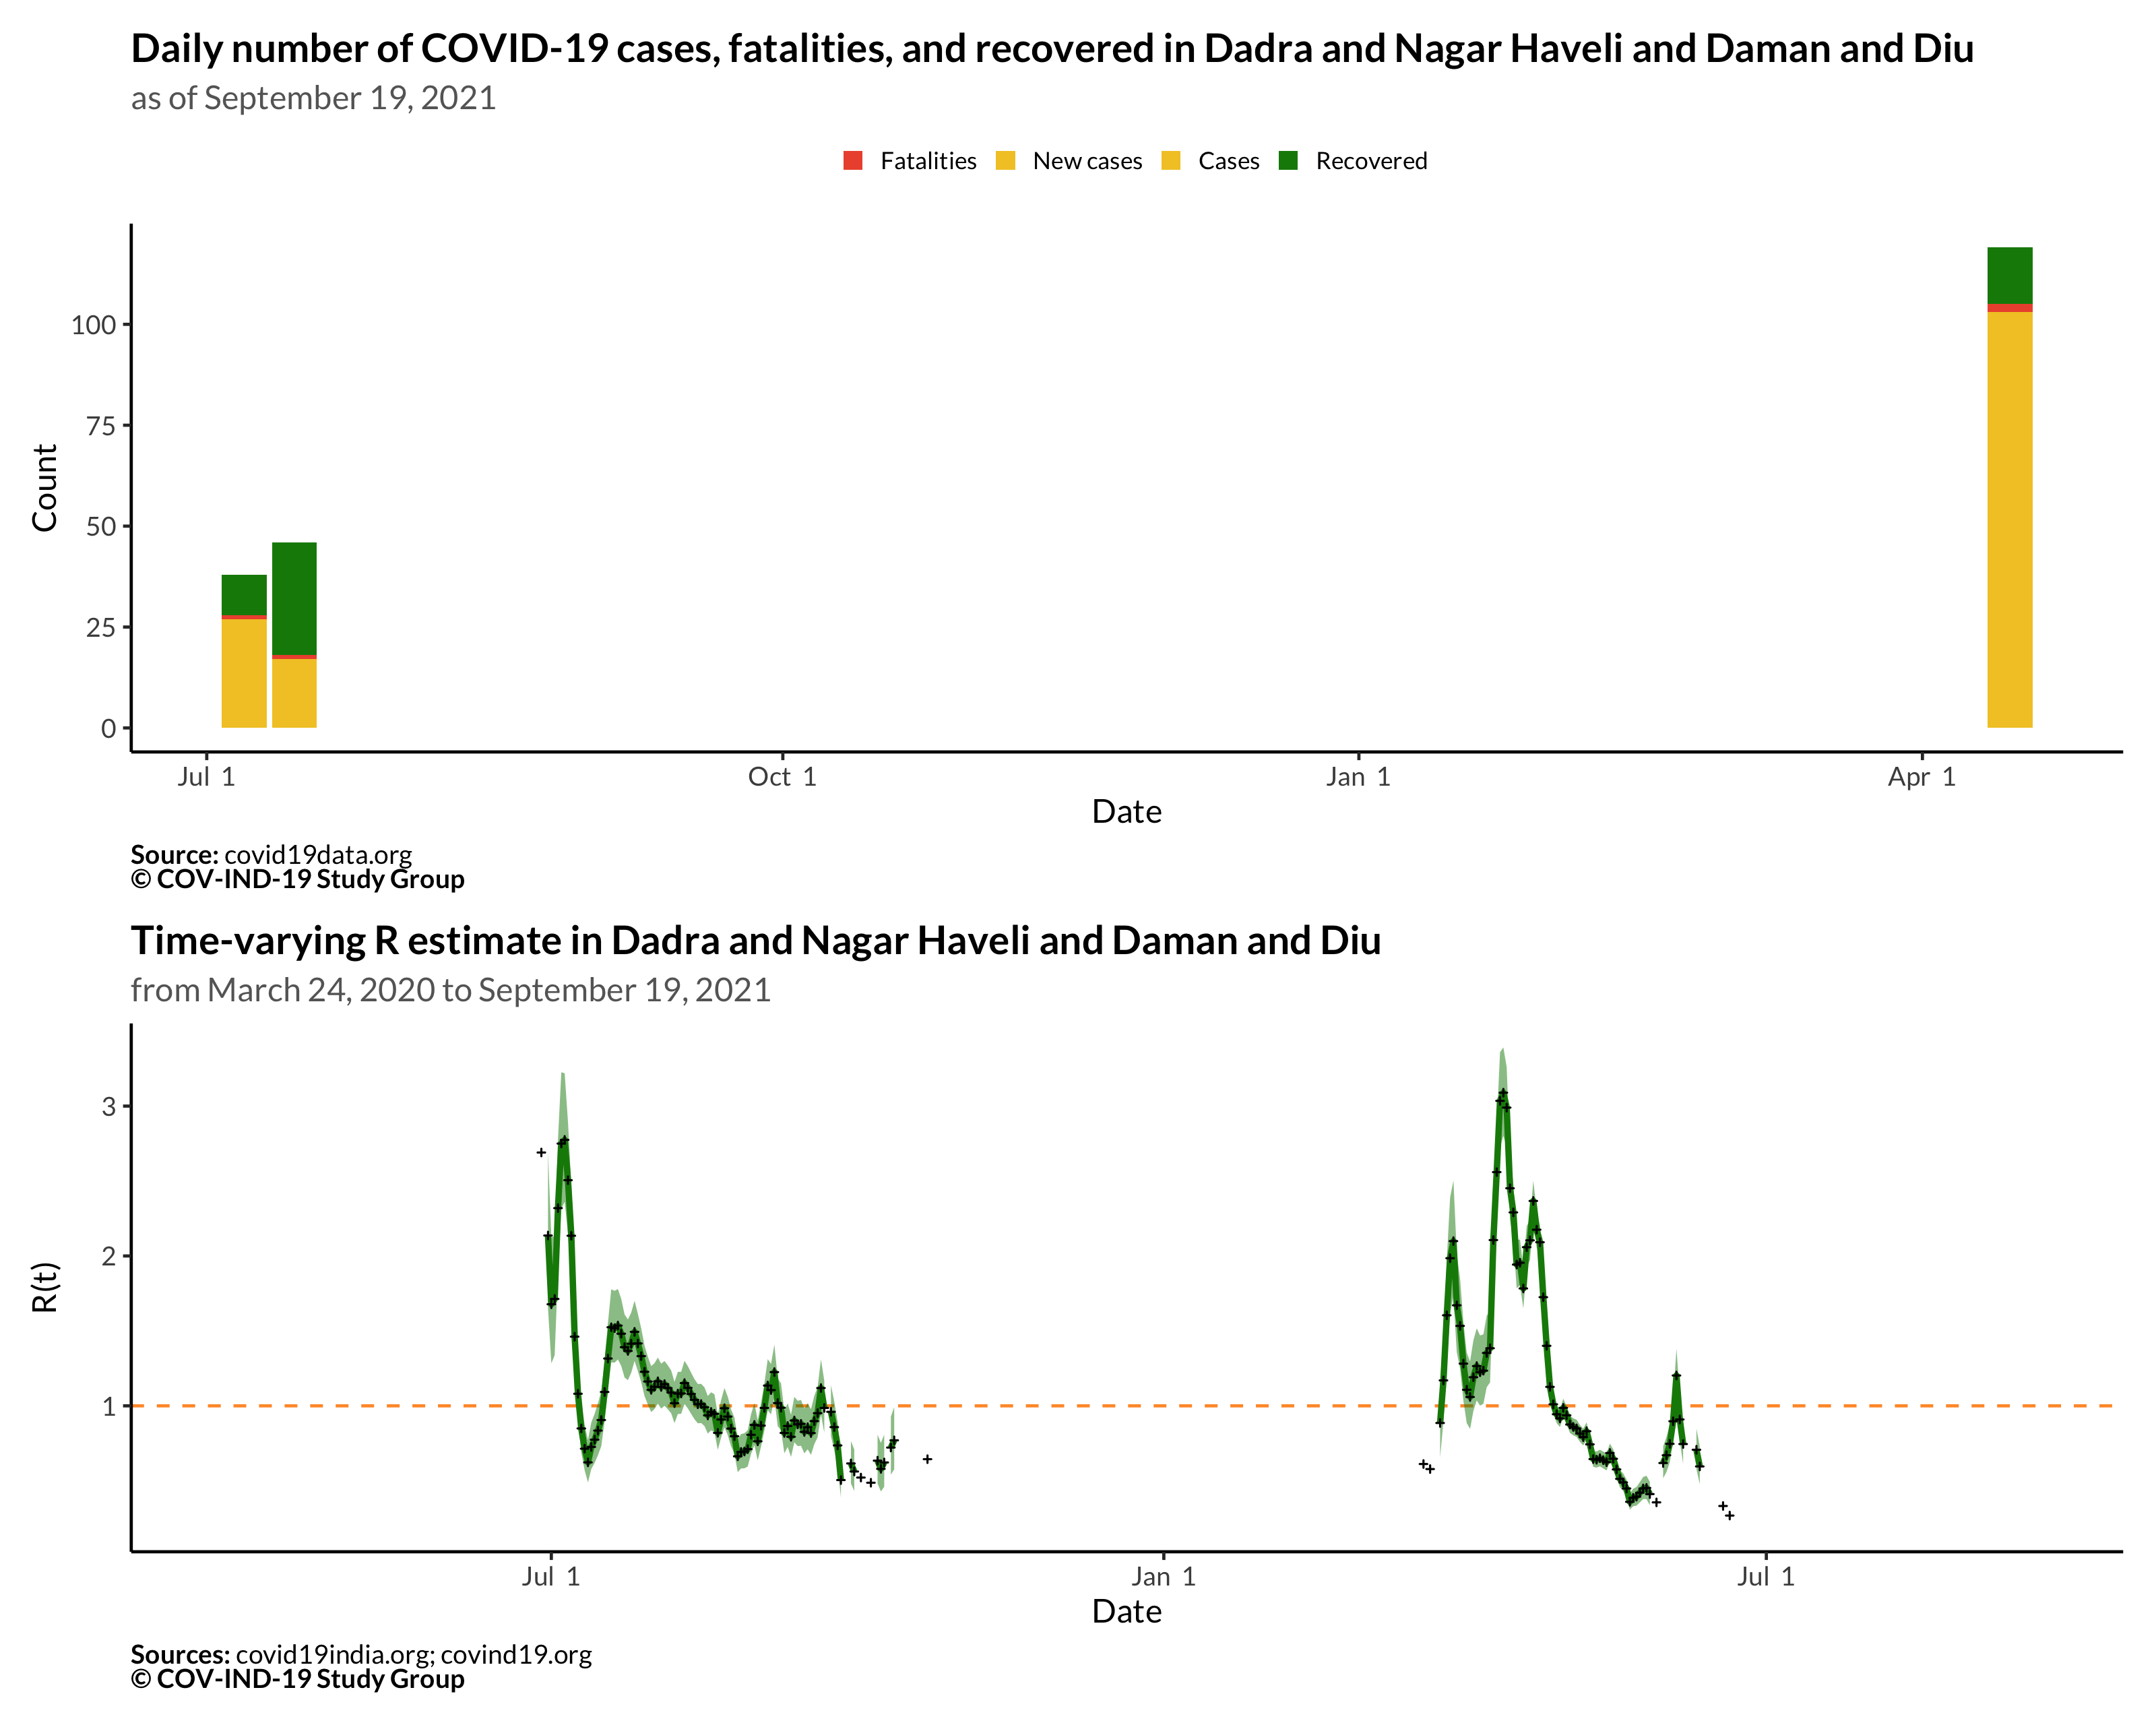 Daily number of COVID-19 cases, fatalities, and recovered in Dadra and Nagar Haveli and Daman and Diu
as of September 19, 2021
Fatalities New cases Cases Recovered
Count
100
75
50
25
0
Jul 1 Oct 1 Jan 1 Apr 1
Date
Source: covid19data.org
© COV-IND-19 Study Group
Time-varying R estimate in Dadra and Nagar Haveli and Daman and Diu
from March 24, 2020 to September 19, 2021
R(t)
3
2
1
Jul 1 Jan 1 Jul 1
Date
Sources: covid19india.org; covind19.org
© COV-IND-19 Study Group